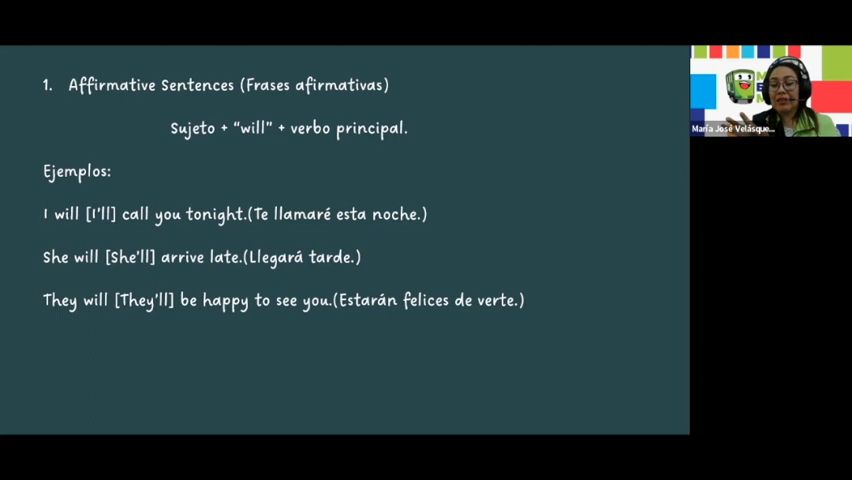 1. Affirmative Sentences (Frases afirmativas)
Sujeto + “will” + verbo principal.
Ejemplos:
I will [I'll] call you tonight.(Te llamaré esta noche.)
She will [She'll] arrive late.(Llegará tarde.)
They will [They'll] be happy to see you.(Estarán felices de verte.)
María José Velásque...